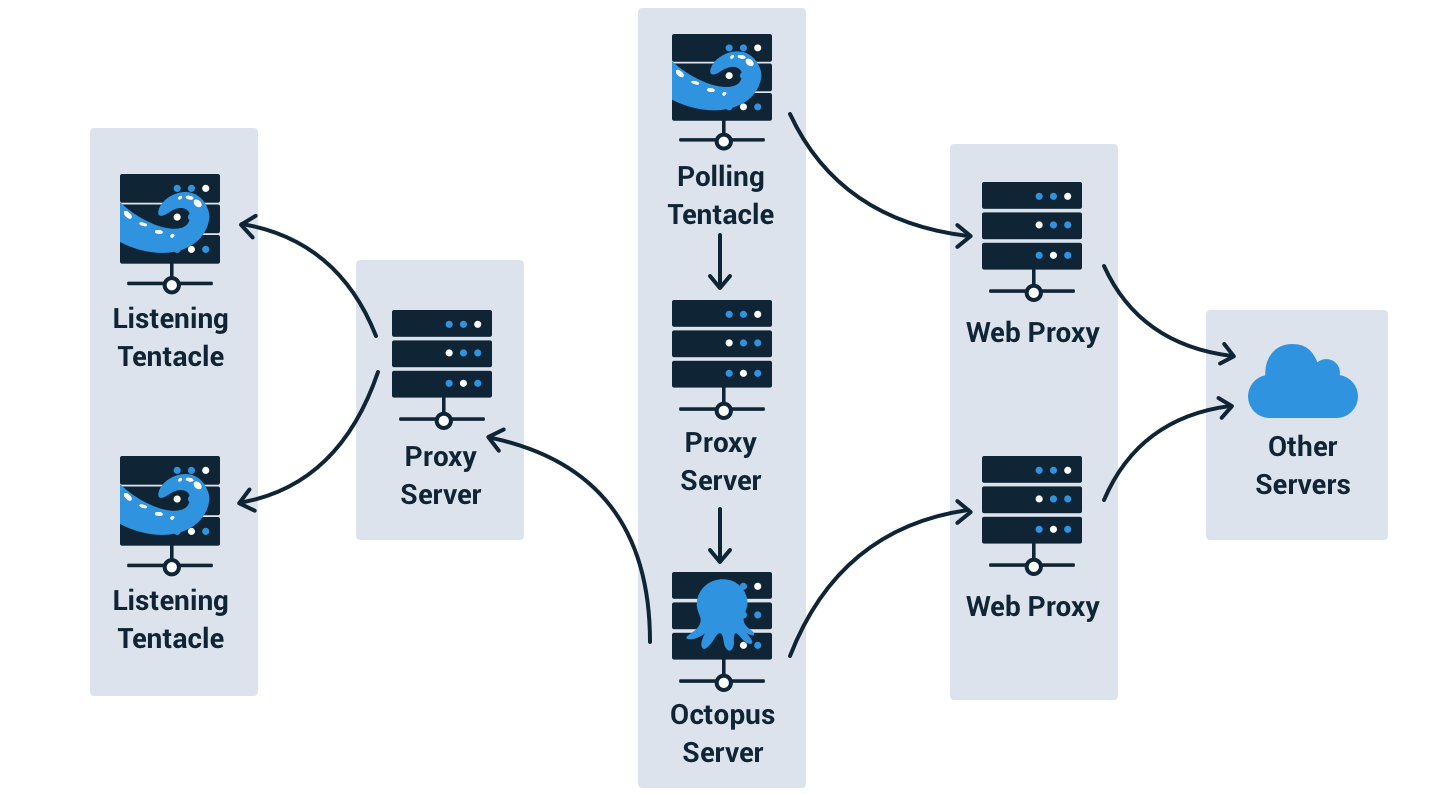 Listening
Tentacle
Listening
Tentacle
Proxy
Server
Polling
Tentacle
Proxy
Server
Octopus
Server
Web Proxy
Web Proxy
Other
Servers